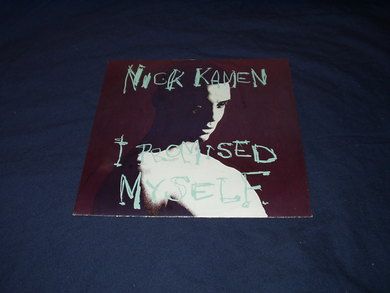 NICK KAMEN
I PROMISED
MYSELF